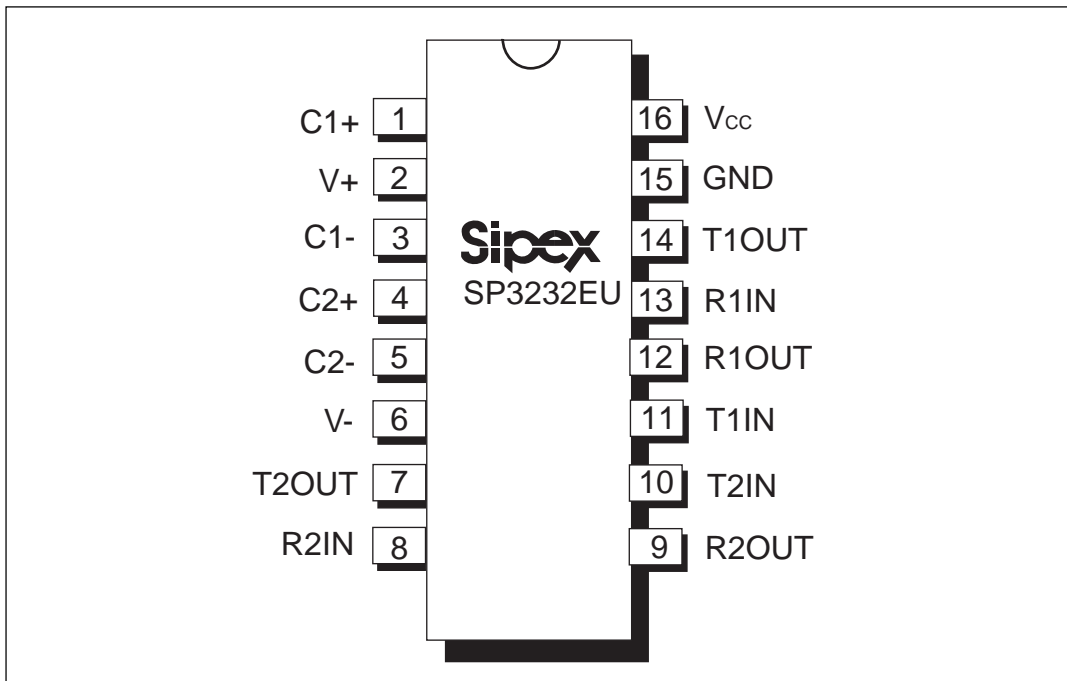 C1+ 1 16 Vcc
V+ 2 15 GND
C1- 3 Sipex 14 T1OUT
C2+ 4 SP3232EU 13 R1IN
C2- 5 12 R1OUT
V- 6 11 T1IN
T2OUT 7 10 T2IN
R2IN 8 9 R2OUT